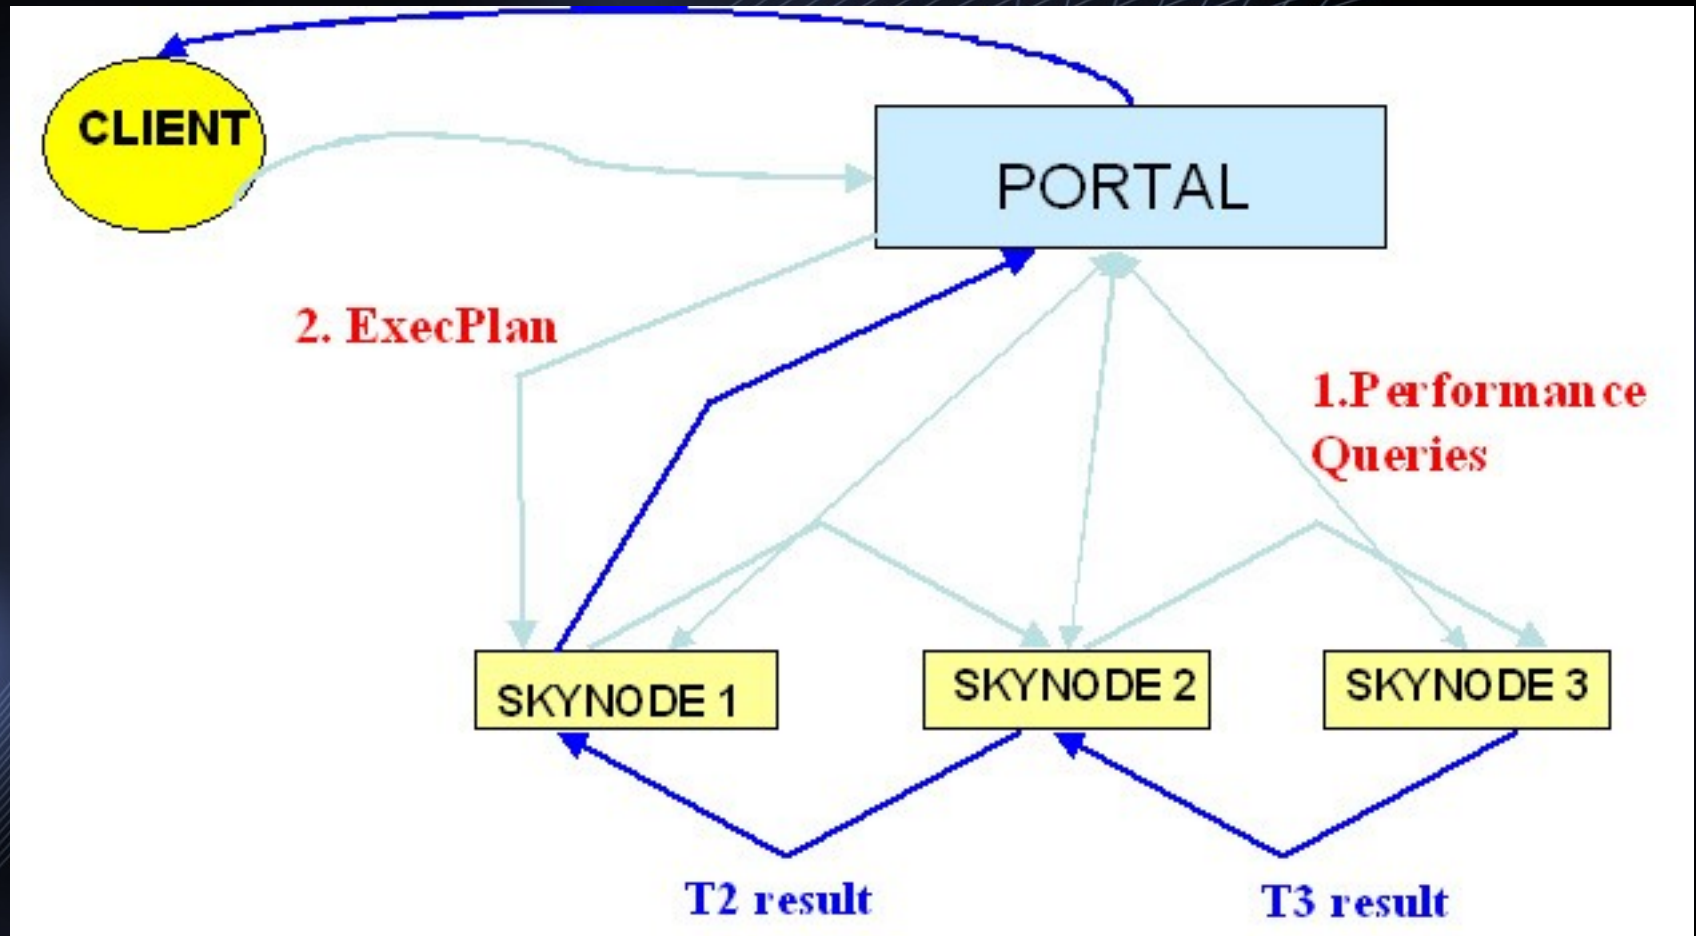 CLIENT
PORTAL
2. ExecPlan
1.Performance
Queries
SKYNODE 1
SKYNODE 2
SKYNODE 3
T2 result
T3 result